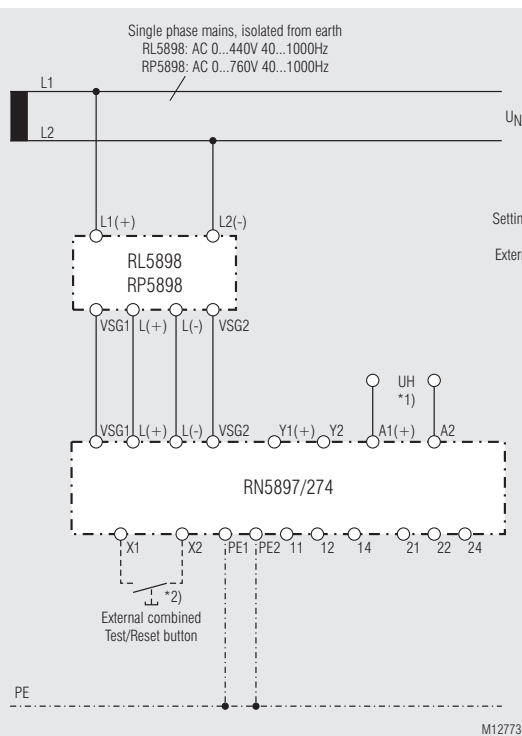 Single phase mains, isolated from earth
RL5898: AC 0...440V 40...1000Hz
RP5898: AC 0...760V 40...1000Hz
L1
UN
L2
Settin
Extern
L1(+) L2(-)
RL5898
RP5898
VSG1 L(+) L(-) VSG2
UH
*1)
VSG1 L(+) L(-) VSG2 Y1(+) Y2 A1(+) A2
RN5897/274
X1 X2 PE1 PE2 11 12 14 21 22 24
*2)
External combined
Test/Reset button
PE
M12773